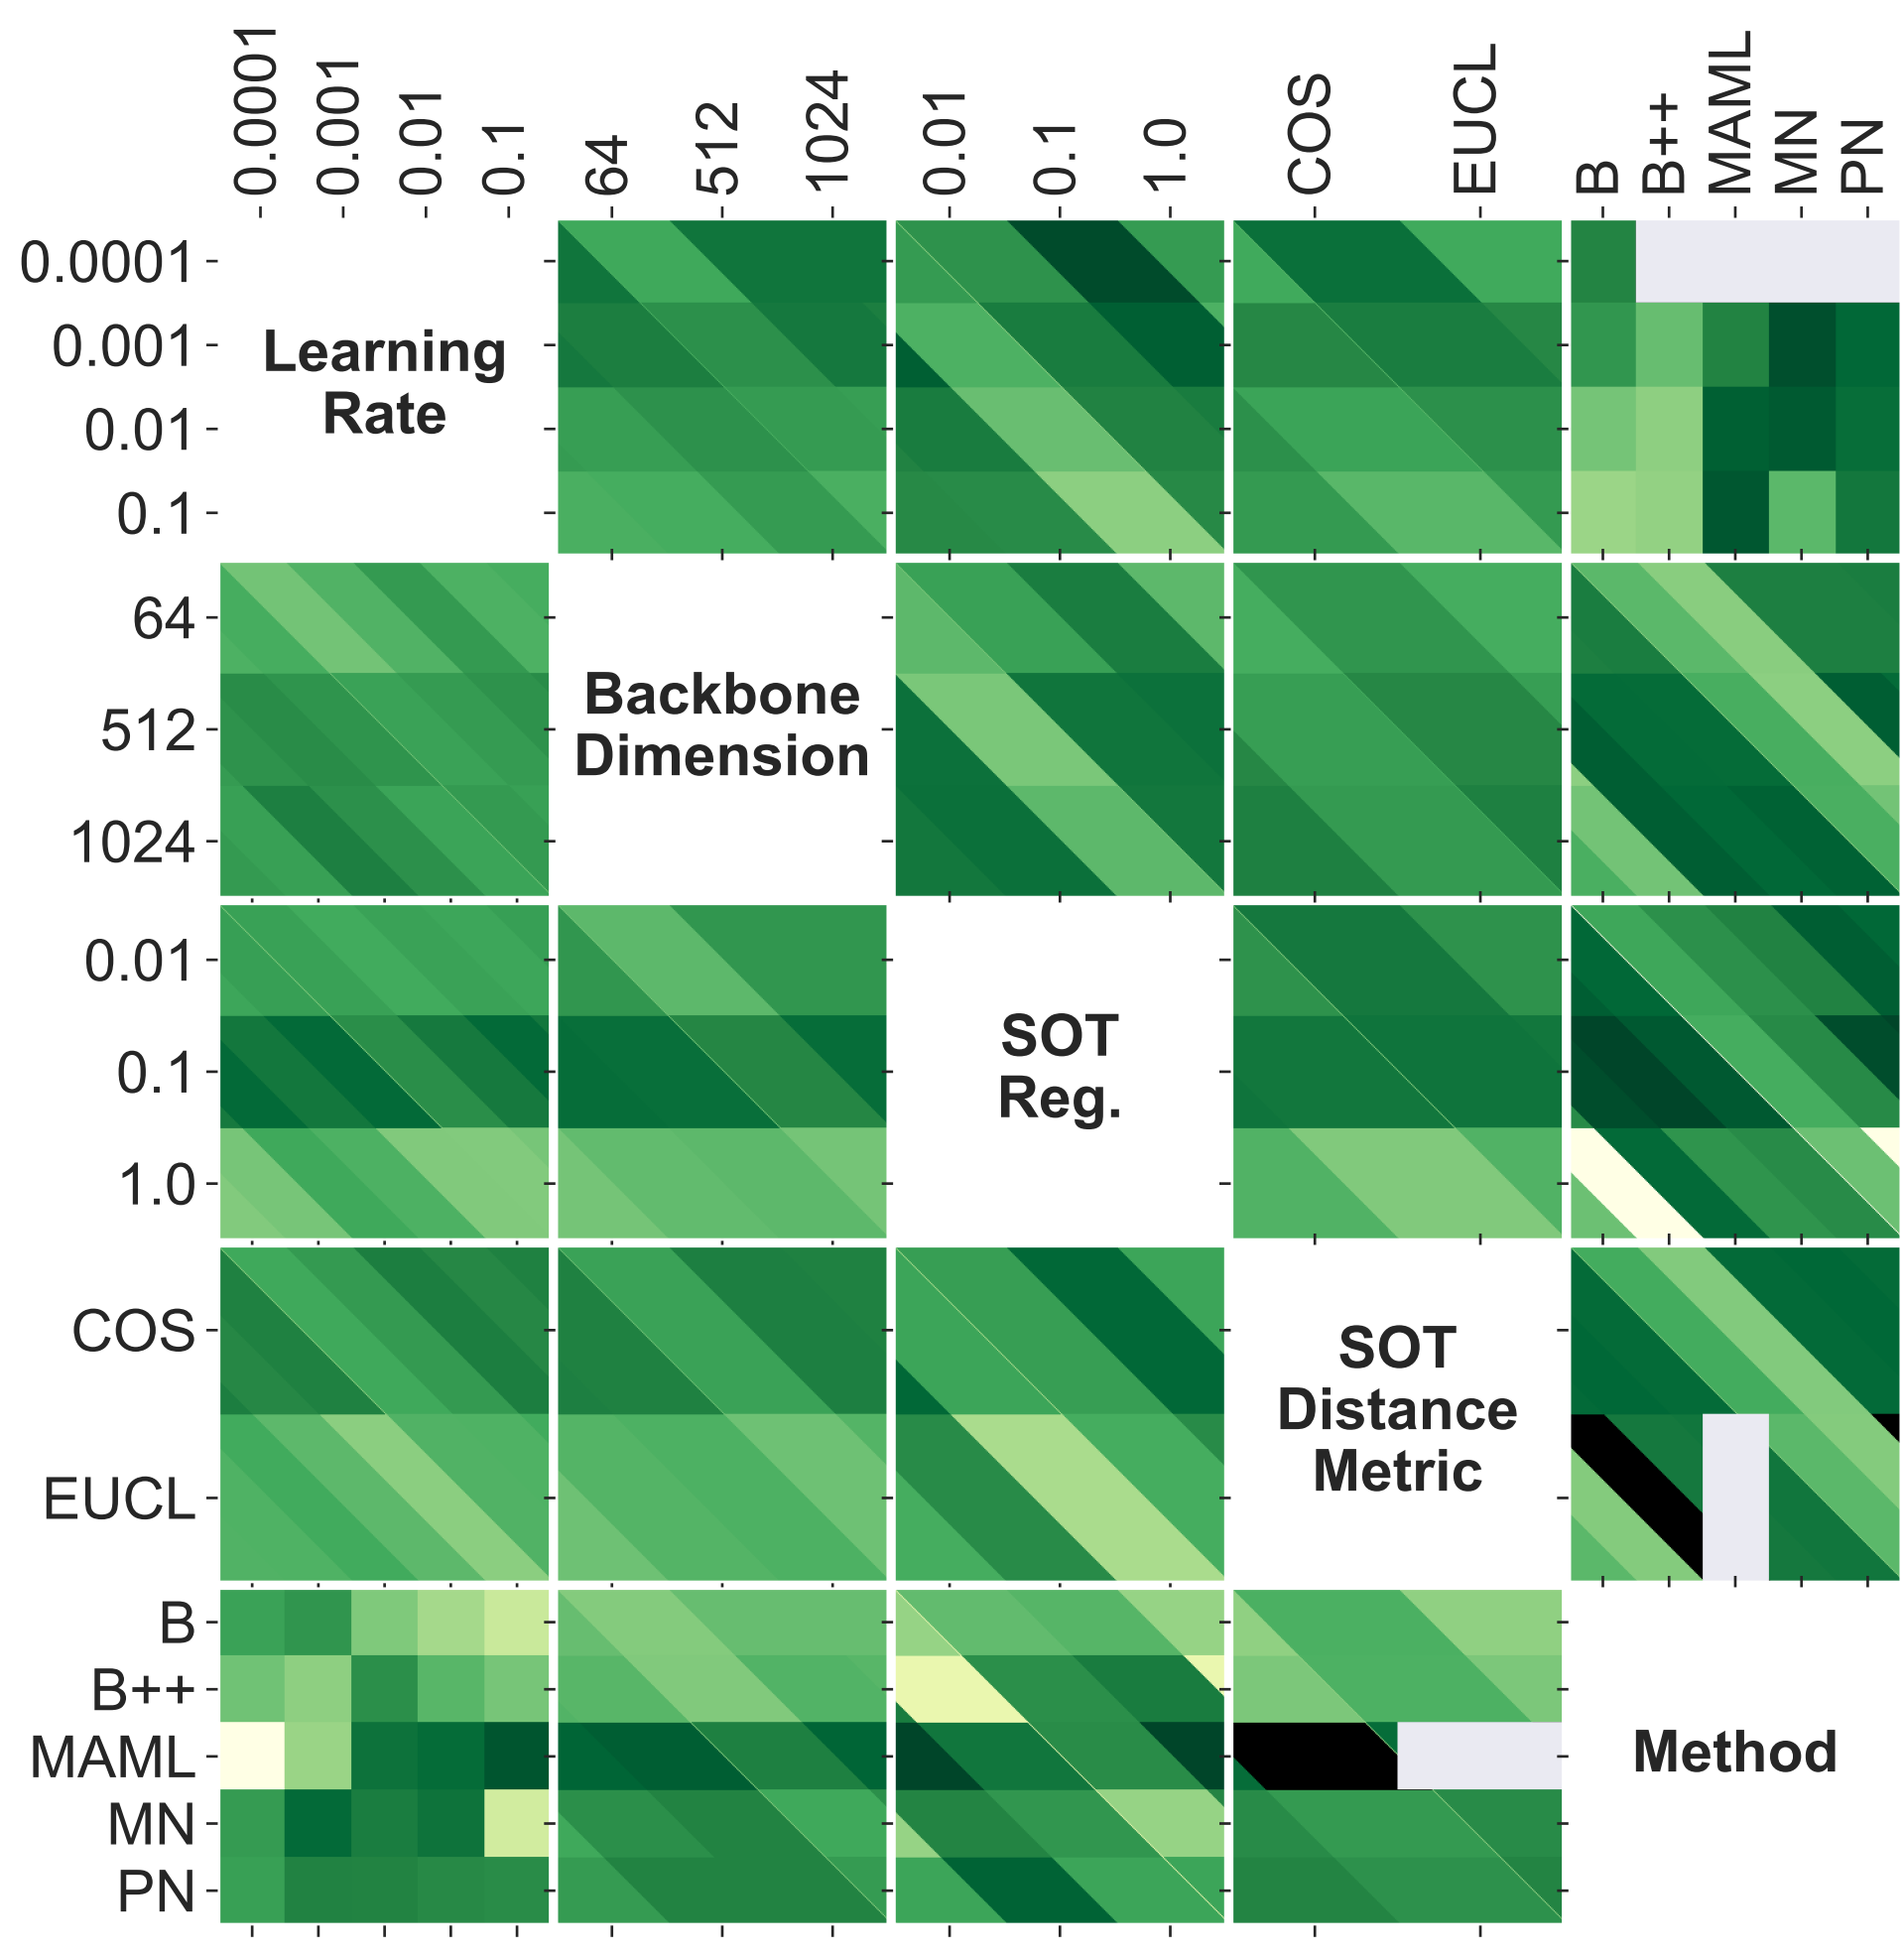 0.0001
0.001
0.01
0.1
64
512
1024
0.01
0.1
1.0
COS
EUCL
B
B++
MAML
MN
PN
0.0001
0.001
0.01
0.1
Learning
Rate
64
512
1024
Backbone
Dimension
0.01
0.1
1.0
SOT
Reg.
COS
EUCL
SOT
Distance
Metric
B
B++
MAML
MN
PN
Method